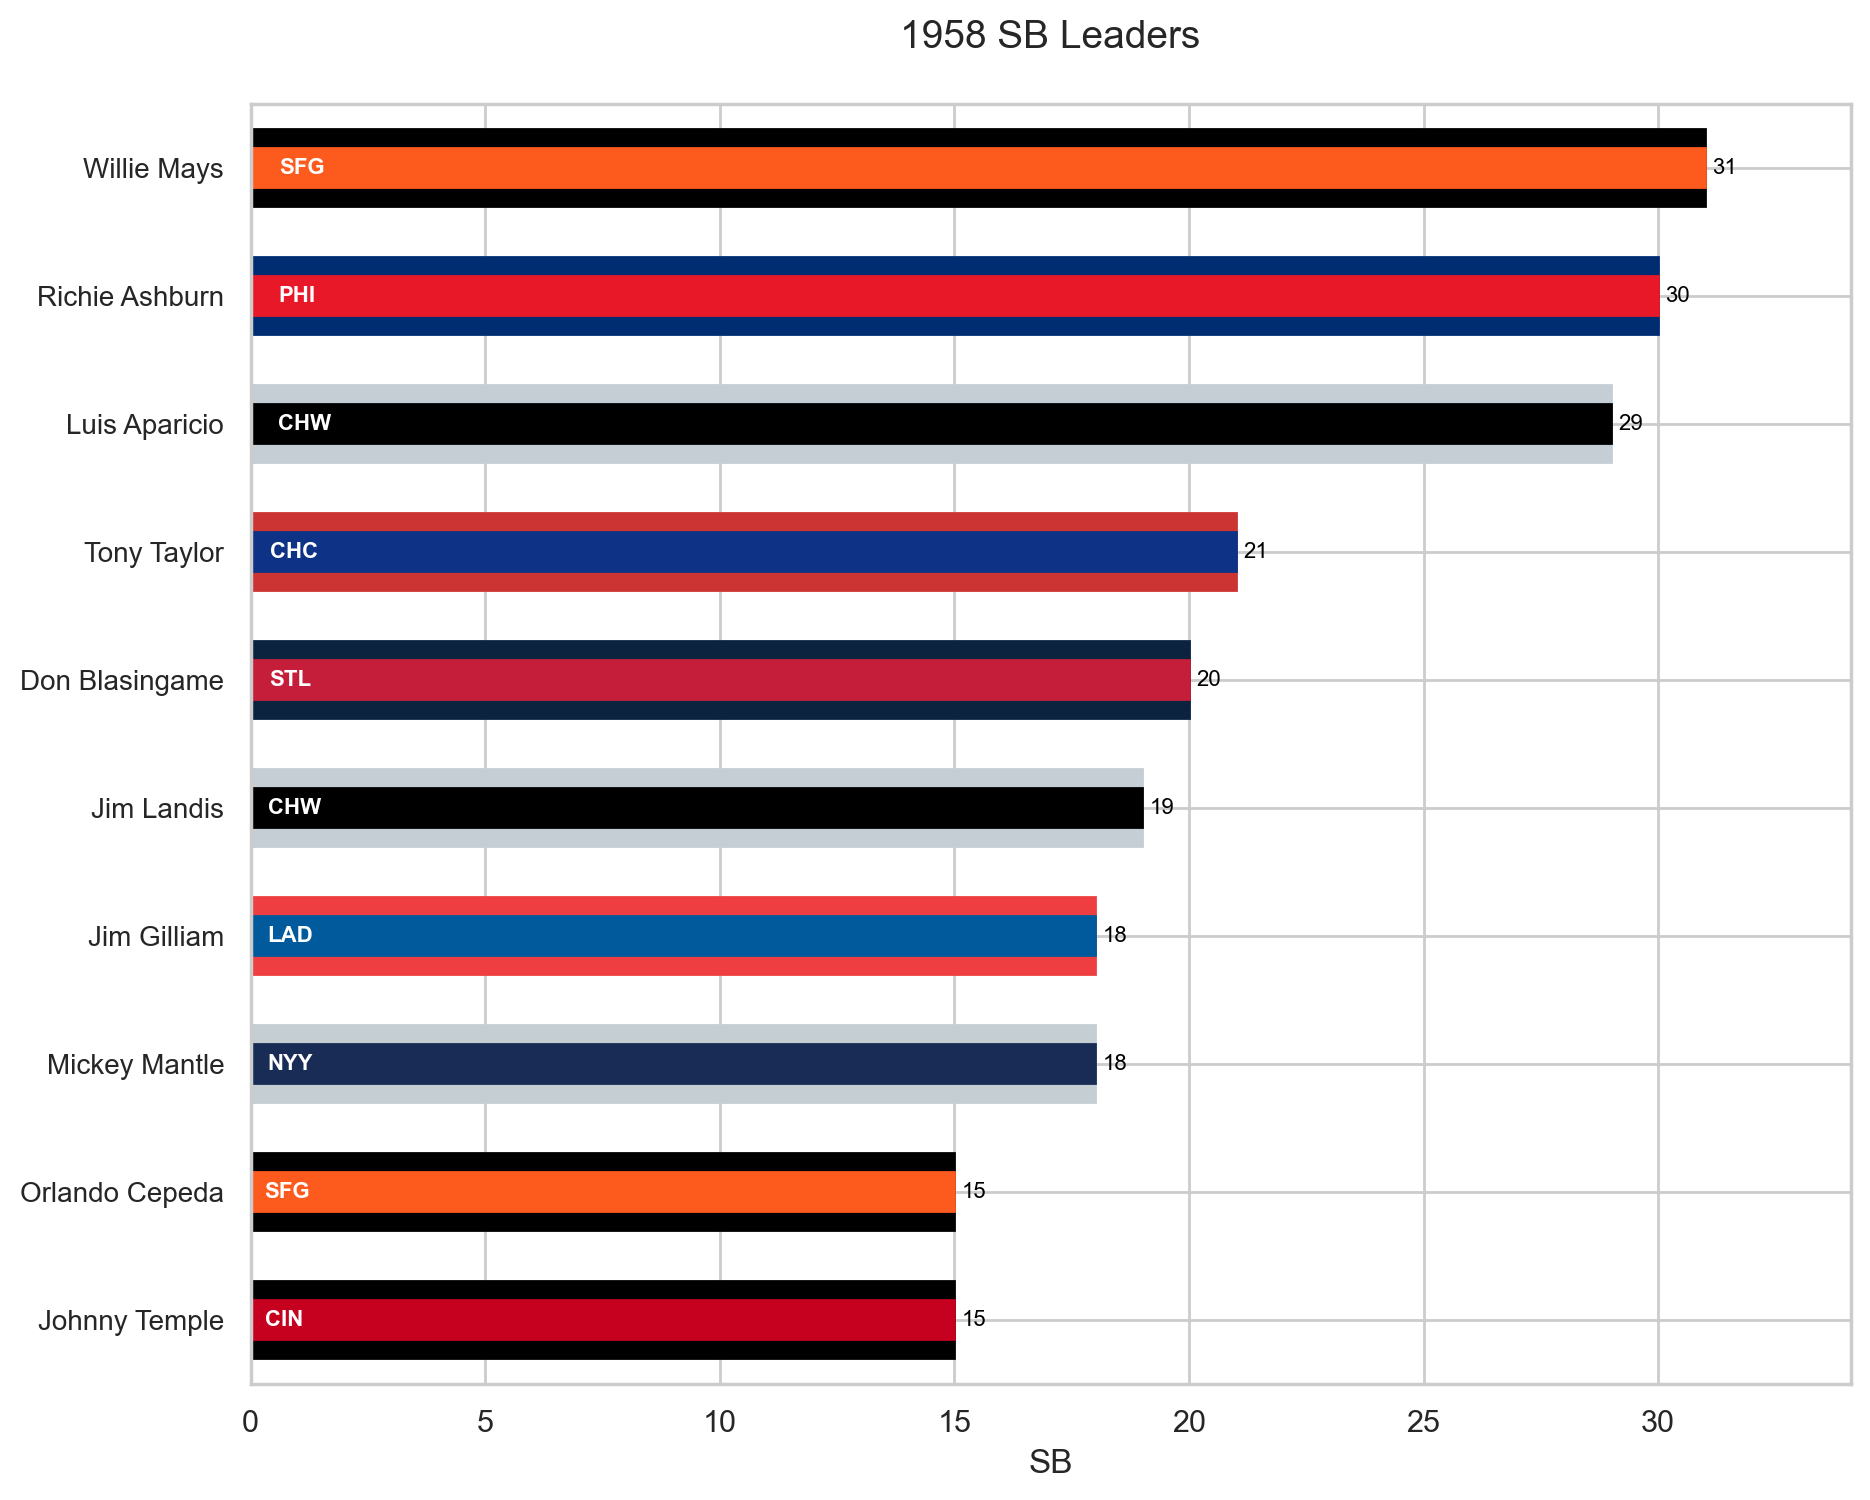 1958 SB Leaders
Willie Mays SFG 31
Richie Ashburn PHI 30
Luis Aparicio CHW 29
Tony Taylor CHC 21
Don Blasingame STL 20
Jim Landis CHW 19
Jim Gilliam LAD 18
Mickey Mantle NYY 18
Orlando Cepeda SFG 15
Johnny Temple CIN 15
0 5 10 15 20 25 30
SB